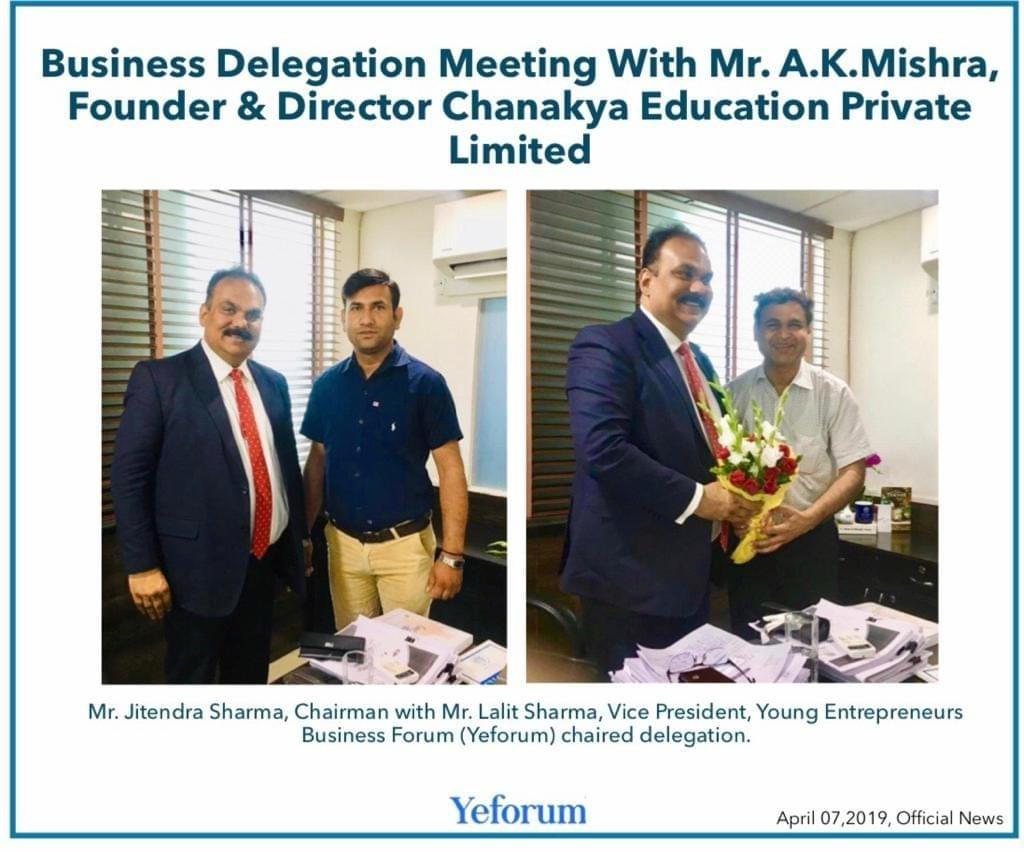 Business Delegation Meeting With Mr. A.K.Mishra,
Founder & Director Chanakya Education Private
Limited
Mr. Jitendra Sharma, Chairman with Mr. Lalit Sharma, Vice President, Young Entrepreneurs
Business Forum (Yeforum) chaired delegation.
Yeforum
April 07,2019, Official News